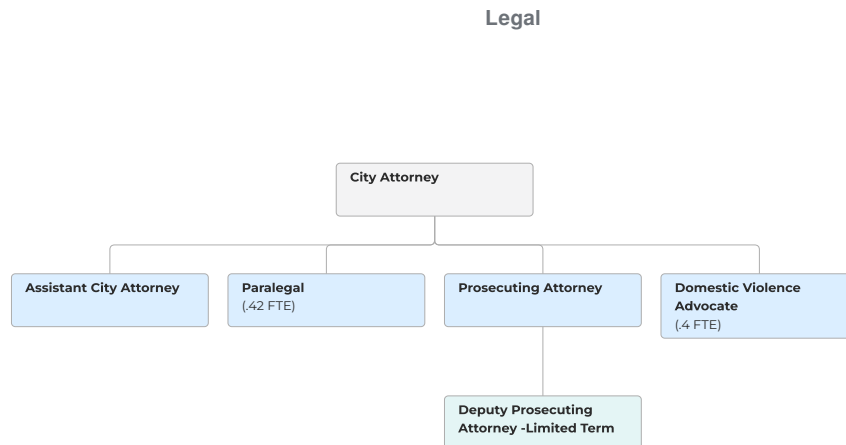 Legal
City Attorney
Assistant City Attorney
Paralegal
(.42 FTE)
Prosecuting Attorney
Domestic Violence
Advocate
(.4 FTE)
Deputy Prosecuting
Attorney -Limited Term